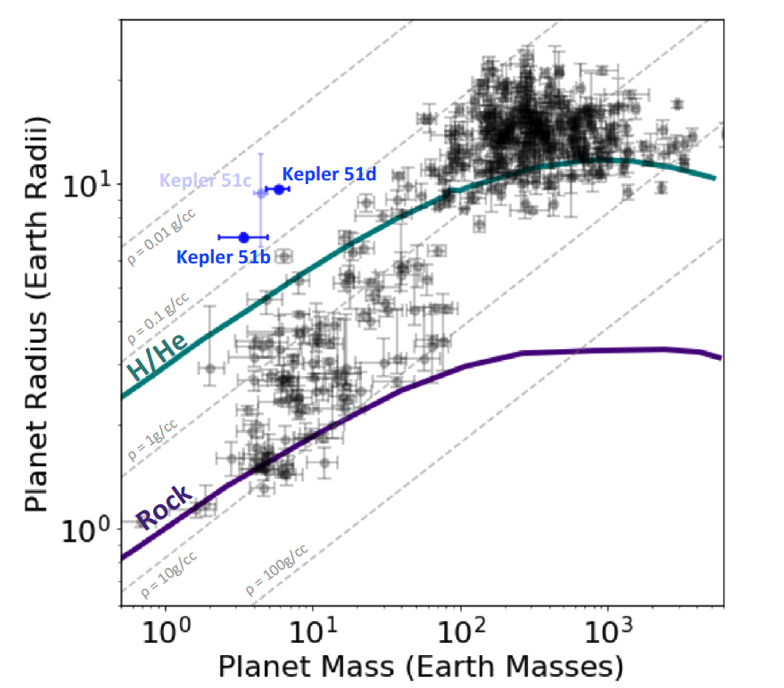 Kepler 51c
Kepler 51d
Kepler 51b
ρ = 0.01 g/cc
ρ = 0.1 g/cc
H/He
ρ = 1g/cc
Rock
ρ = 10g/cc
ρ = 100g/cc
10¹
10⁰
10⁰ 10¹ 10² 10³
Planet Radius (Earth Radii)
Planet Mass (Earth Masses)